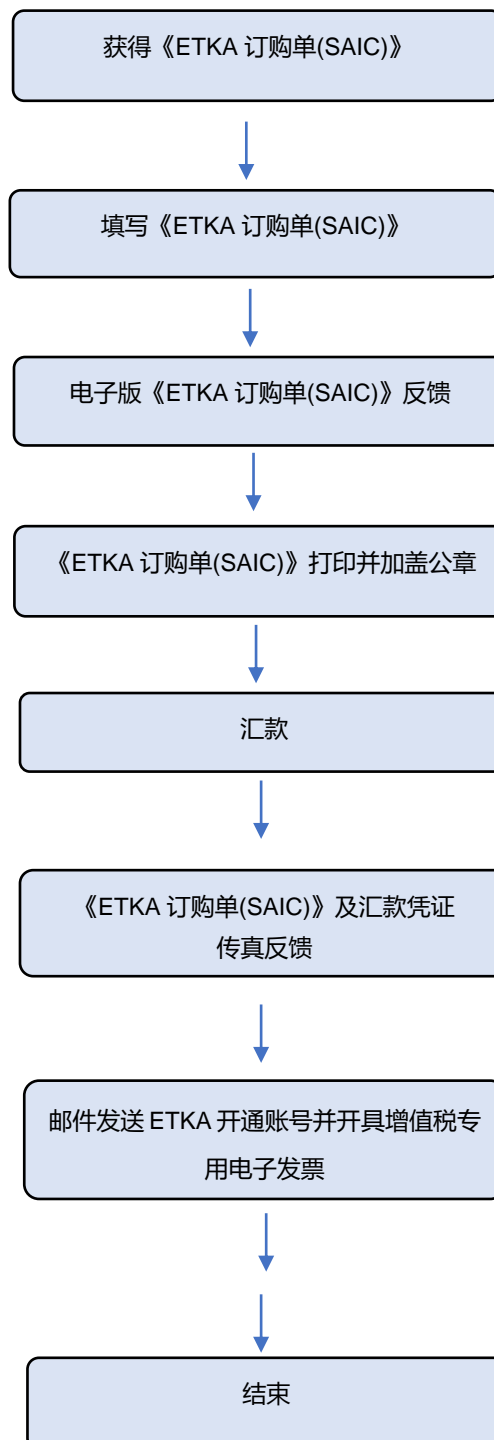 获得《ETKA 订购单(SAIC)》
填写《ETKA 订购单(SAIC)》
电子版《ETKA 订购单(SAIC)》反馈
《ETKA 订购单(SAIC)》打印并加盖公章
汇款
《ETKA 订购单(SAIC)》及汇款凭证
传真反馈
邮件发送 ETKA 开通账号并开具增值税专
用电子发票
结束